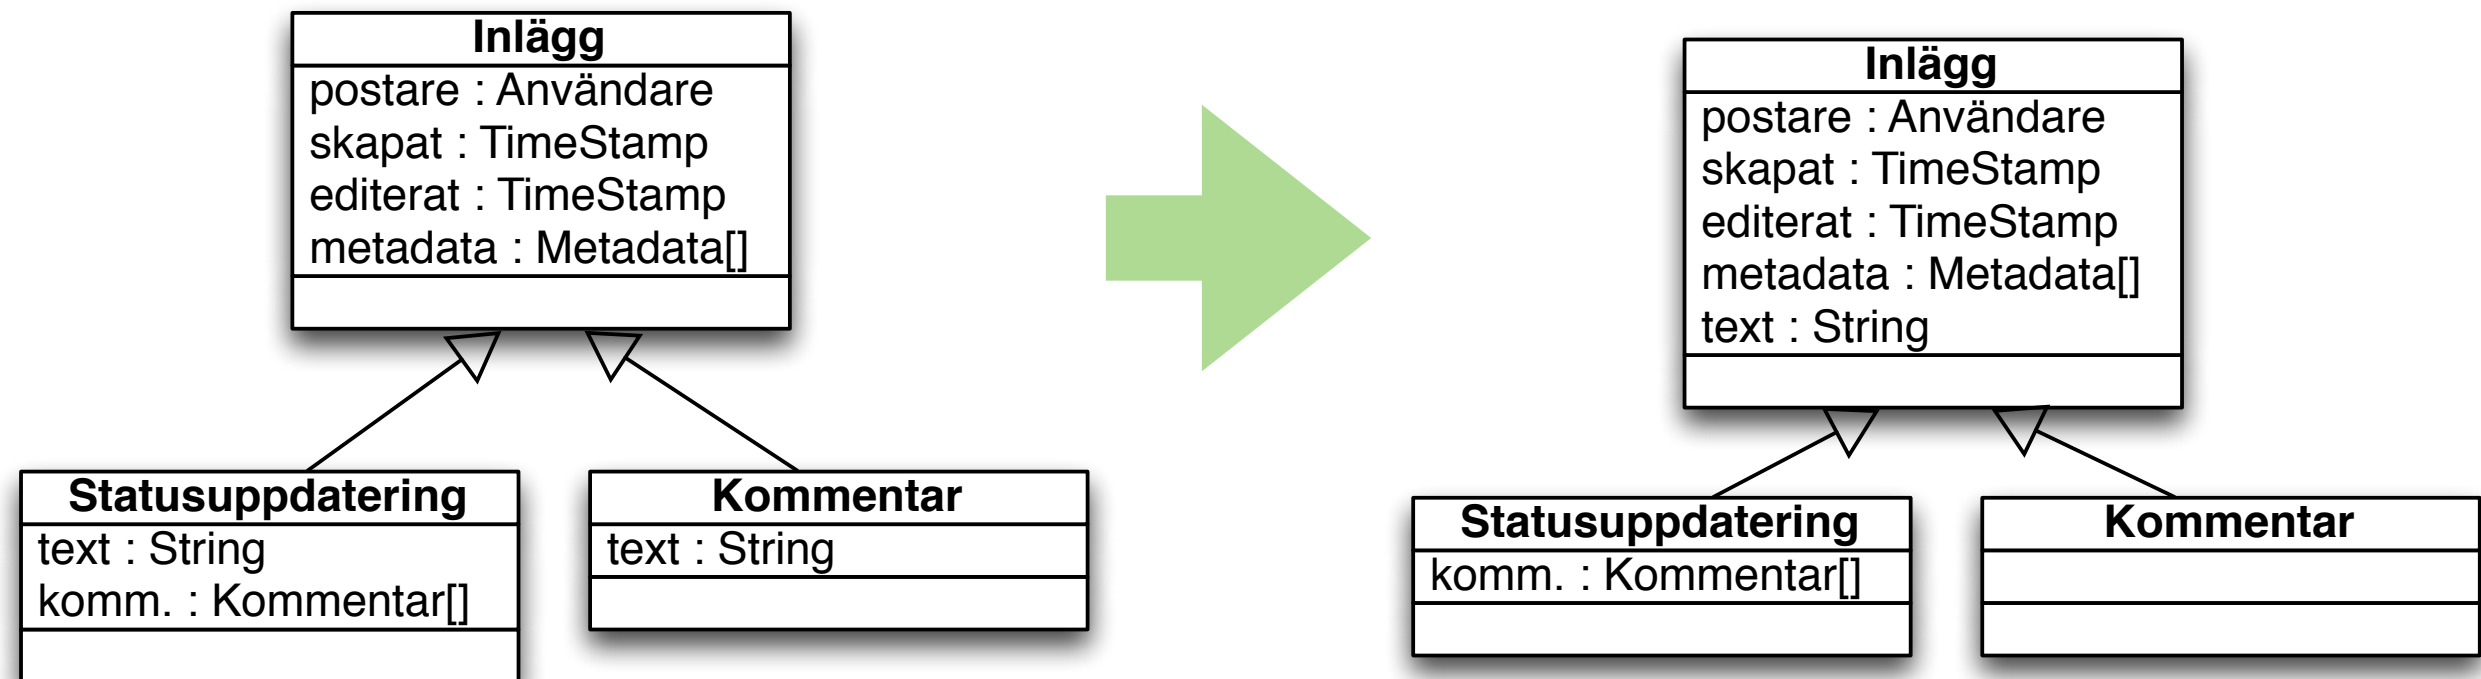 Inlägg
postare : Användare
skapat : TimeStamp
editerat : TimeStamp
metadata : Metadata[]
Statusuppdatering
text : String
komm. : Kommentar[]
Kommentar
text : String
Inlägg
postare : Användare
skapat : TimeStamp
editerat : TimeStamp
metadata : Metadata[]
text : String
Statusuppdatering
komm. : Kommentar[]
Kommentar